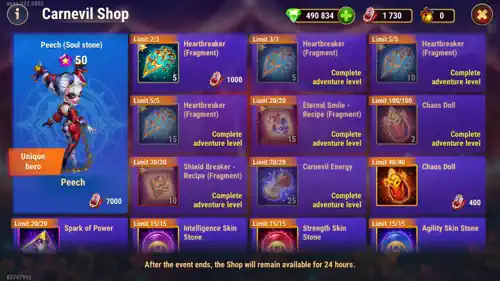 Carnevil Shop
490 834
1 730
0
Peech (Soul stone)
50
Unique
hero
Peech
7000
Limit 2/2
Heartbreaker
(Fragment)
5
1000
Limit 3/3
Heartbreaker
(Fragment)
5
Complete
adventure level
Limit 5/5
Heartbreaker
(Fragment)
10
Complete
adventure level
Limit 5/5
Heartbreaker
(Fragment)
15
Complete
adventure level
Limit 20/20
Eternal Smile -
Recipe (Fragment)
15
Complete
adventure level
Limit 100/100
Chaos Doll
Complete
adventure level
Limit 30/30
Shield Breaker -
Recipe (Fragment)
15
Complete
adventure level
Limit 20/20
Carnevil Energy
25
Complete
adventure level
Limit 40/40
Chaos Doll
400
Limit 20/20
Spark of Power
Limit 15/15
Intelligence Skin
Stone
Limit 15/15
Strength Skin
Stone
Limit 15/15
Agility Skin Stone
After the event ends, the Shop will remain available for 24 hours.